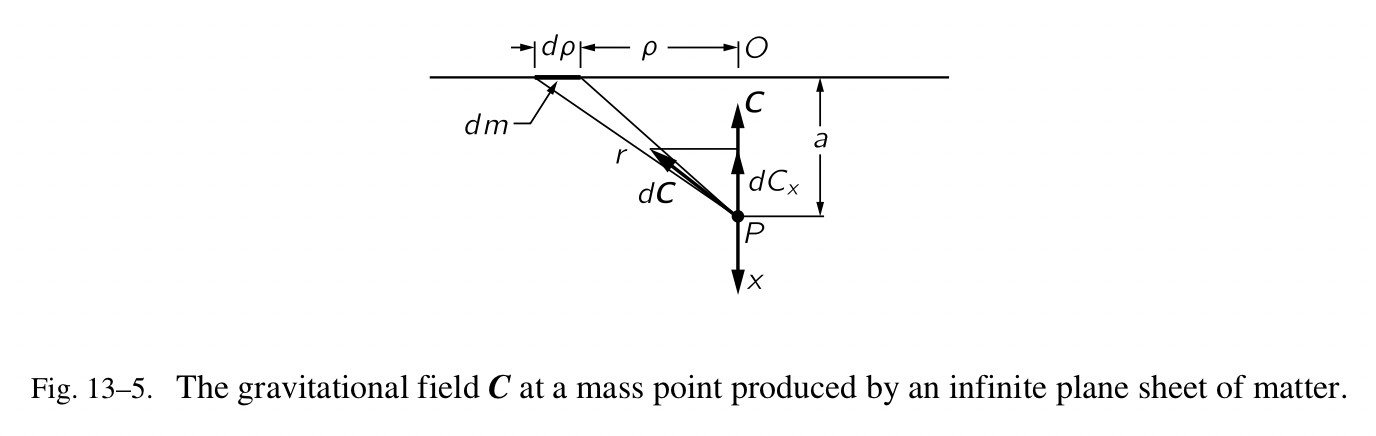 dρ ρ O
C
dm
a
r
dC
dCₓ
P
x
Fig. 13–5. The gravitational field C at a mass point produced by an infinite plane sheet of matter.